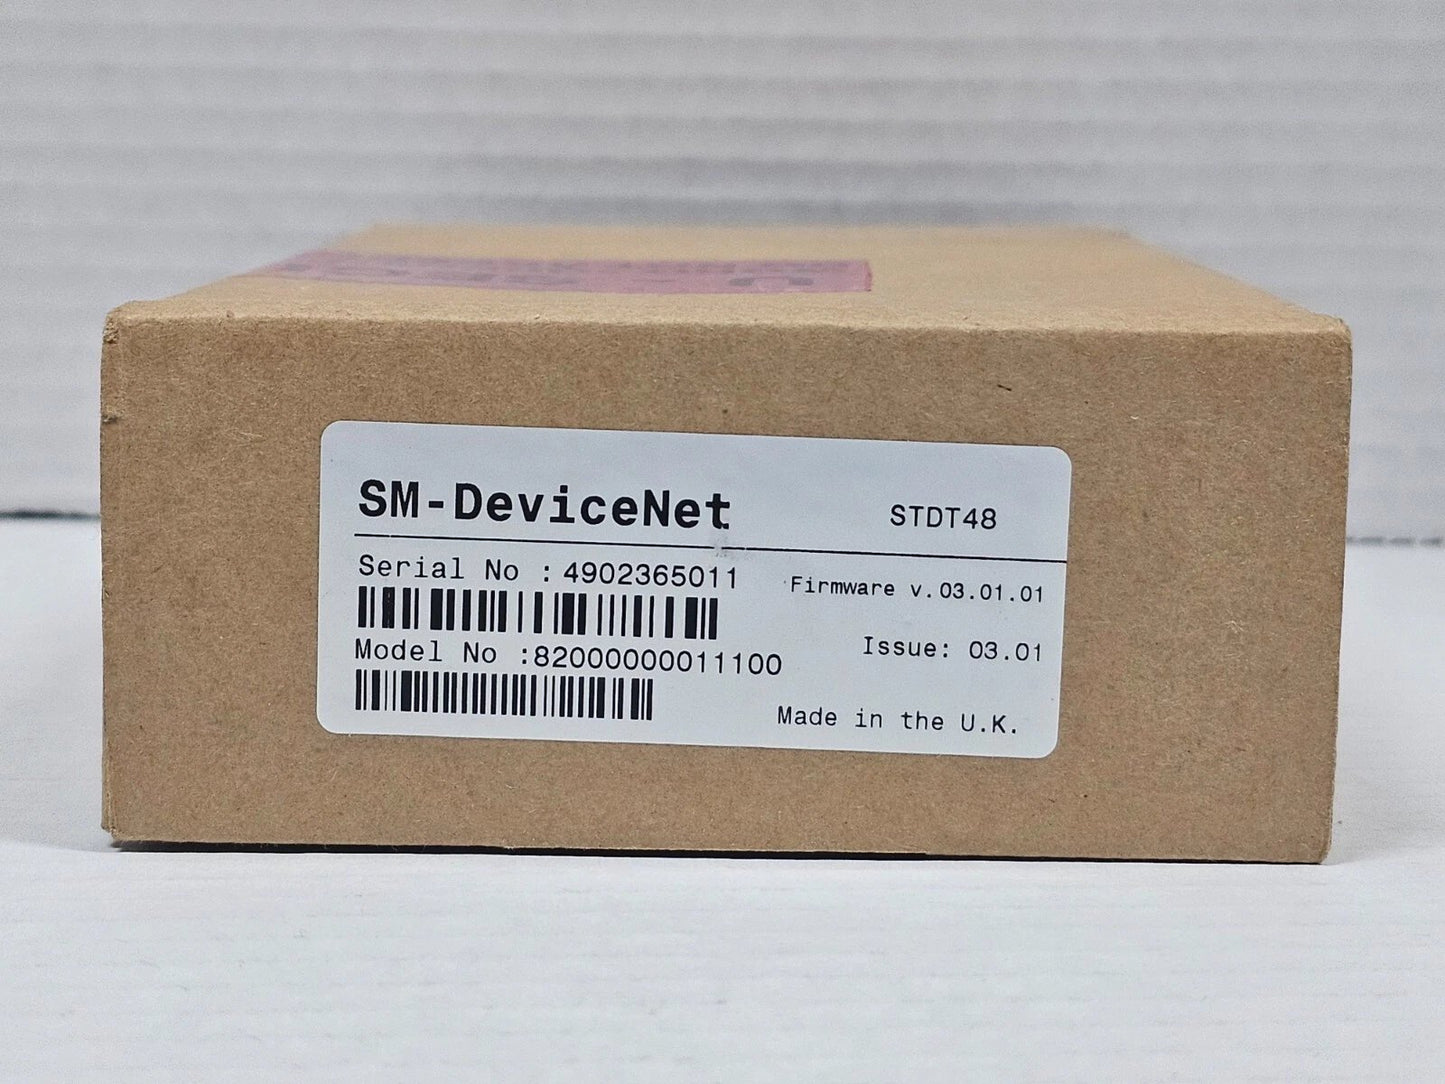 SM-DeviceNet STDT48
Serial No : 4902365011 Firmware v.03.01.01
Issue: 03.01
Model No :82000000011100
Made in the U.K.